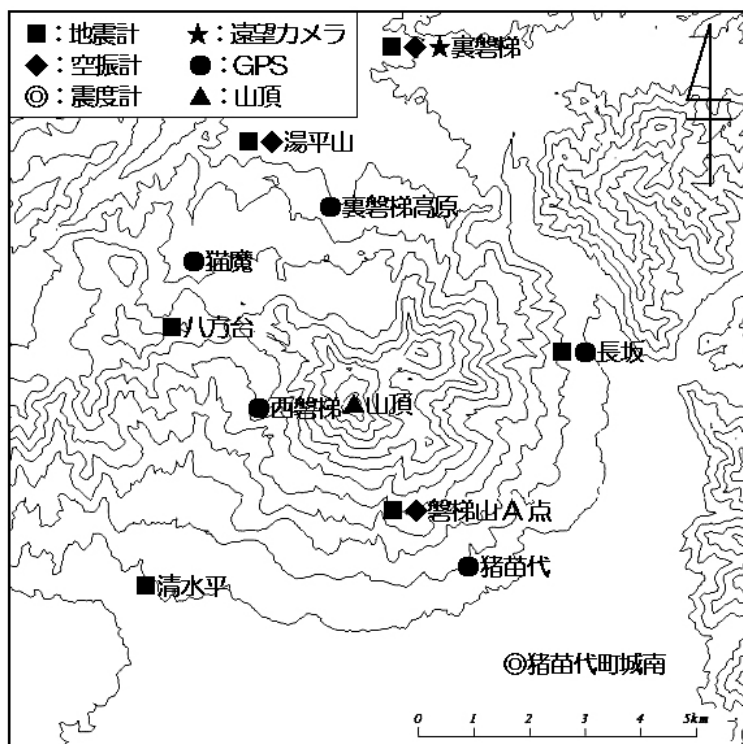 ■：地震計 ★：遠望カメラ
◆：空振計 ●：GPS
◎：震度計 ▲：山頂
裏磐梯
湯平山
裏磐梯高原
猫魔
八方台
長坂
西磐梯
山頂
磐梯山A点
猪苗代
清水平
猪苗代町城南
0 1 2 3 4 5km